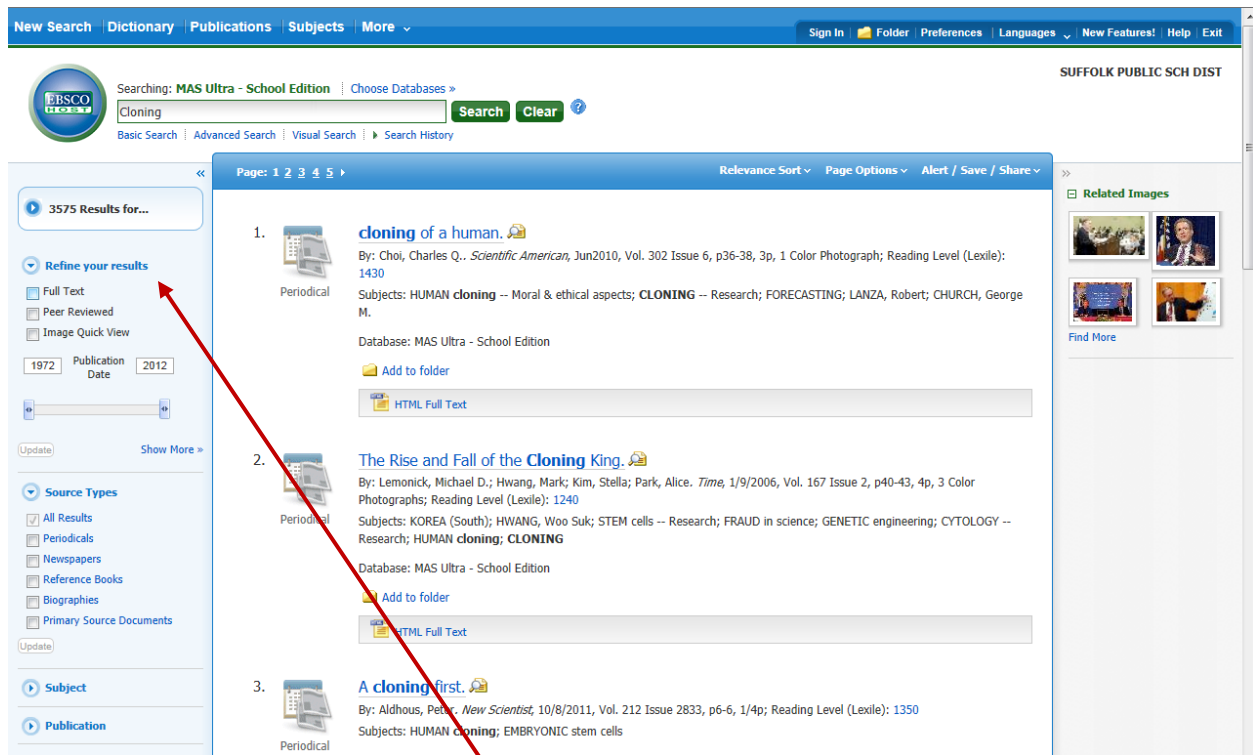 New Search Dictionary Publications Subjects More
Sign In Folder Preferences Languages New Features! Help Exit
SUFFOLK PUBLIC SCH DIST
EBSCO
HOST
Searching: MAS Ultra - School Edition Choose Databases »
Cloning Search Clear ?
Basic Search Advanced Search Visual Search Search History
«
Page: 1 2 3 4 5 Relevance Sort Page Options Alert / Save / Share
»
3575 Results for...
Refine your results
Full Text
Peer Reviewed
Image Quick View
1972 Publication Date 2012
Update Show More »
Source Types
All Results
Periodicals
Newspapers
Reference Books
Biographies
Primary Source Documents
Update
Subject
Publication
1.
Periodical
cloning of a human.
By: Choi, Charles Q.. Scientific American, Jun2010, Vol. 302 Issue 6, p36-38, 3p, 1 Color Photograph; Reading Level (Lexile):
1430
Subjects: HUMAN cloning -- Moral & ethical aspects; CLONING -- Research; FORECASTING; LANZA, Robert; CHURCH, George
M.
Database: MAS Ultra - School Edition
Add to folder
HTML Full Text
2.
Periodical
The Rise and Fall of the Cloning King.
By: Lemonick, Michael D.; Hwang, Mark; Kim, Stella; Park, Alice. Time, 1/9/2006, Vol. 167 Issue 2, p40-43, 4p, 3 Color
Photographs; Reading Level (Lexile): 1240
Subjects: KOREA (South); HWANG, Woo Suk; STEM cells -- Research; FRAUD in science; GENETIC engineering; CYTOLOGY --
Research; HUMAN cloning; CLONING
Database: MAS Ultra - School Edition
Add to folder
HTML Full Text
3.
Periodical
A cloning first.
By: Aldhous, Peter. New Scientist, 10/8/2011, Vol. 212 Issue 2833, p6-6, 1/4p; Reading Level (Lexile): 1350
Subjects: HUMAN cloning; EMBRYONIC stem cells
Related Images
Find More